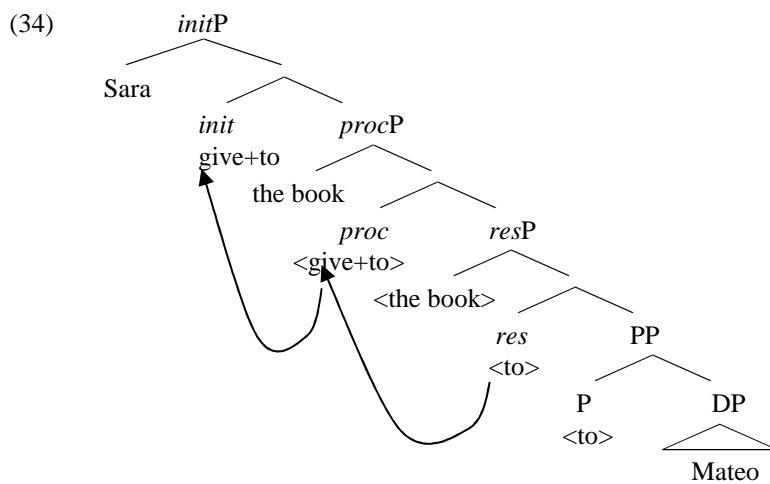 (34) initP
Sara
init procP
give+to
the book
proc resP
<give+to>
<the book>
res PP
<to>
P DP
<to>
Mateo